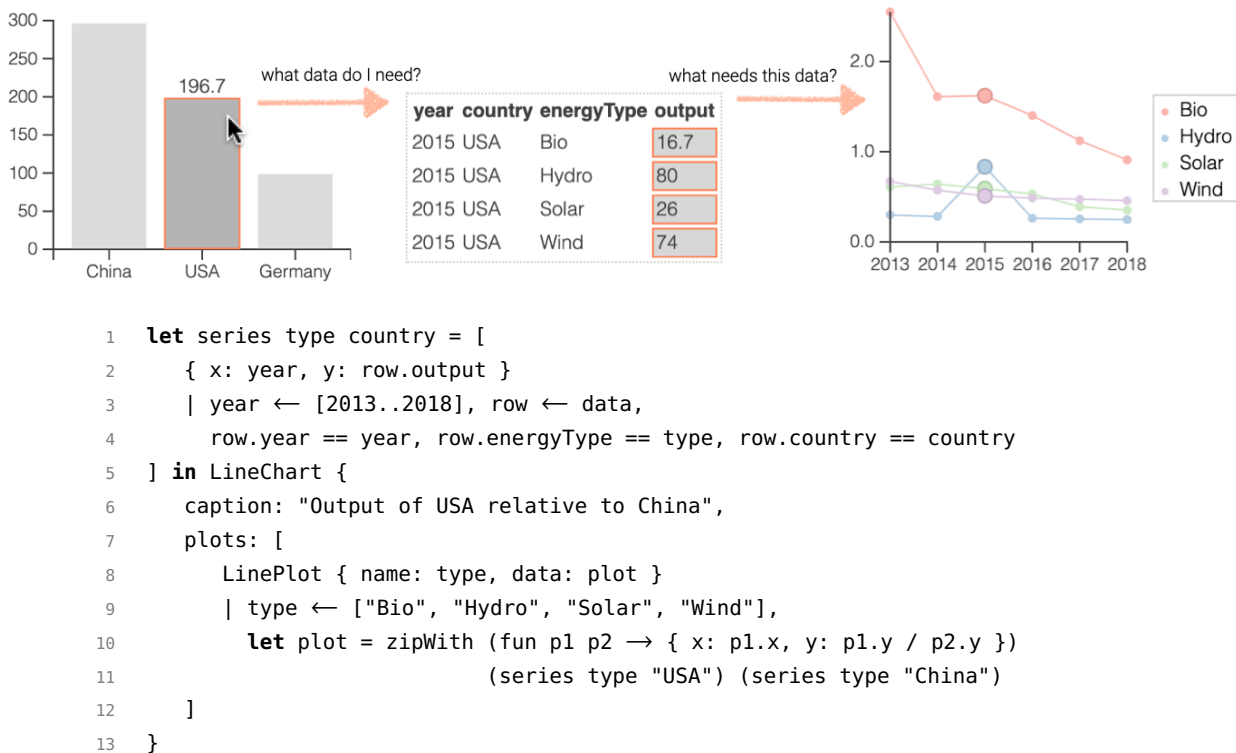 300
250
200
150
100
50
0
196.7
China USA Germany
what data do I need?
year country energyType output
2015 USA Bio 16.7
2015 USA Hydro 80
2015 USA Solar 26
2015 USA Wind 74
what needs this data?
2.0
1.0
0.0
2013 2014 2015 2016 2017 2018
Bio
Hydro
Solar
Wind
1 let series type country = [
2 { x: year, y: row.output }
3 | year ⟵ [2013..2018], row ⟵ data,
4 row.year == year, row.energyType == type, row.country == country
5 ] in LineChart {
6 caption: "Output of USA relative to China",
7 plots: [
8 LinePlot { name: type, data: plot }
9 | type ⟵ ["Bio", "Hydro", "Solar", "Wind"],
10 let plot = zipWith (fun p1 p2 ⟶ { x: p1.x, y: p1.y / p2.y })
11 (series type "USA") (series type "China")
12 ]
13 }